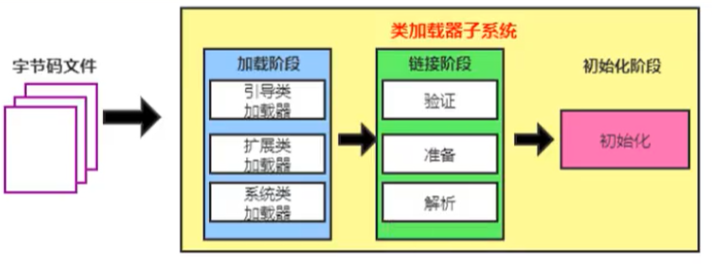 类加载器子系统
字节码文件
加载阶段
引导类
加载器
扩展类
加载器
系统类
加载器
链接阶段
验证
准备
解析
初始化阶段
初始化